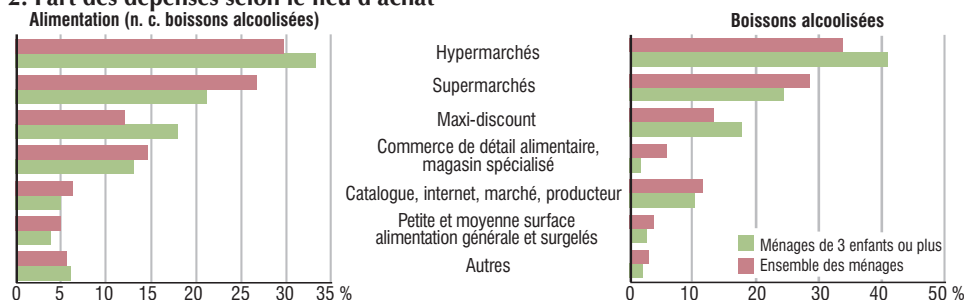 2. Part des dépenses selon le lieu d'achat
Alimentation (n. c. boissons alcoolisées)
Boissons alcoolisées
Hypermarchés
Supermarchés
Maxi-discount
Commerce de détail alimentaire,
magasin spécialisé
Catalogue, internet, marché, producteur
Petite et moyenne surface
alimentation générale et surgelés
Autres
Ménages de 3 enfants ou plus
Ensemble des ménages
0 5 10 15 20 25 30 35 %
0 10 20 30 40 50 %